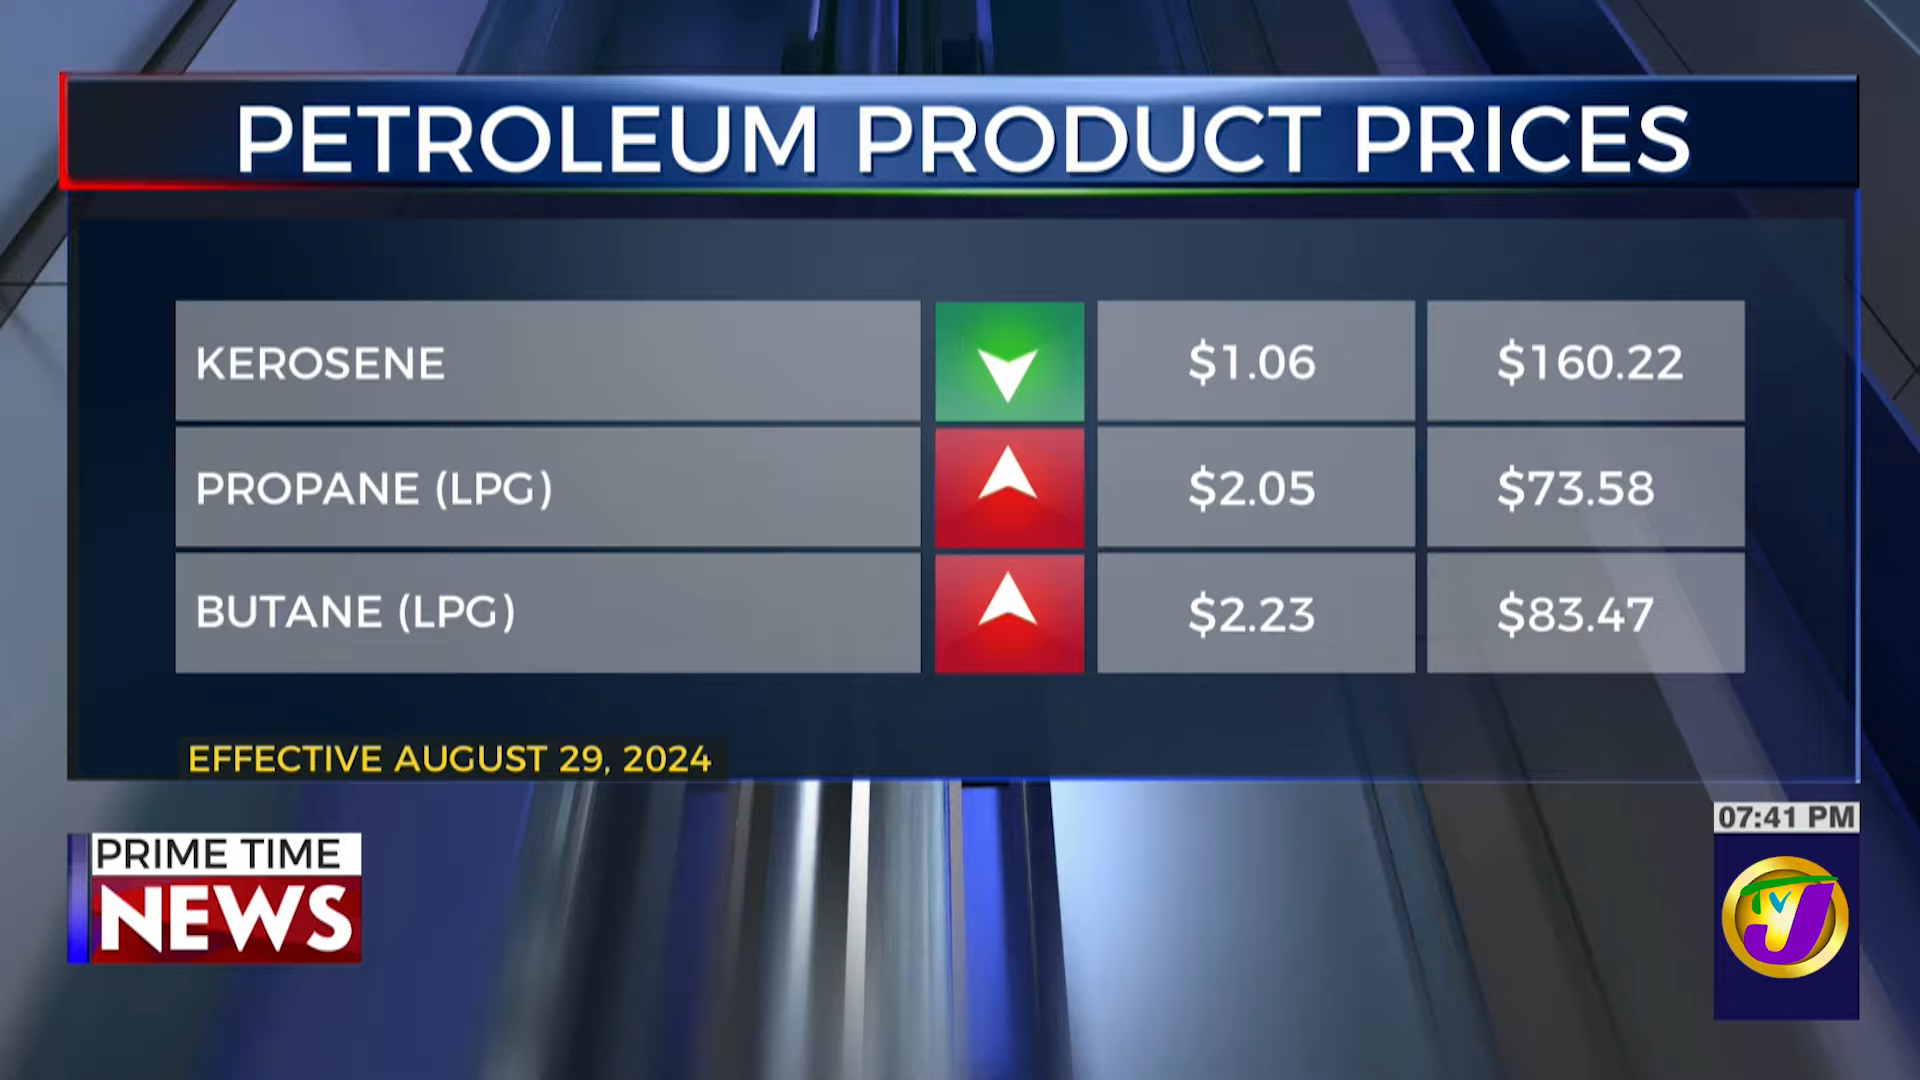 PETROLEUM PRODUCT PRICES
KEROSENE $1.06 $160.22
PROPANE (LPG) $2.05 $73.58
BUTANE (LPG) $2.23 $83.47
EFFECTIVE AUGUST 29, 2024
PRIME TIME
NEWS
07:41 PM
TVJ